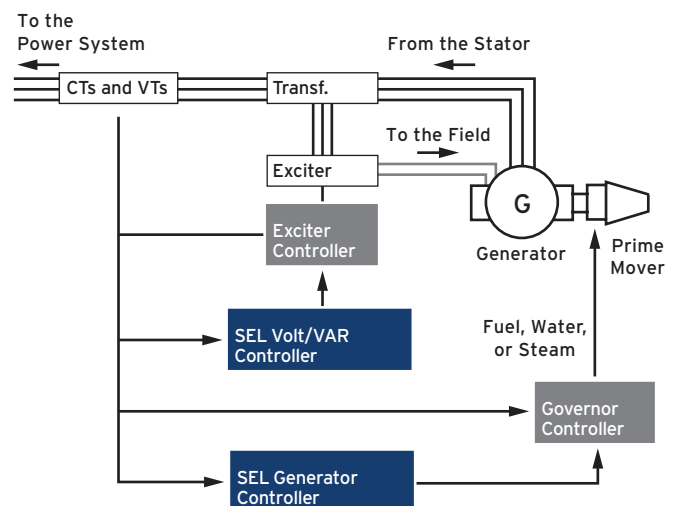 To the
Power System
From the Stator
CTs and VTs
Transf.
To the Field
Exciter
G
Exciter
Controller
Generator
Prime
Mover
SEL Volt/VAR
Controller
Fuel, Water,
or Steam
Governor
Controller
SEL Generator
Controller